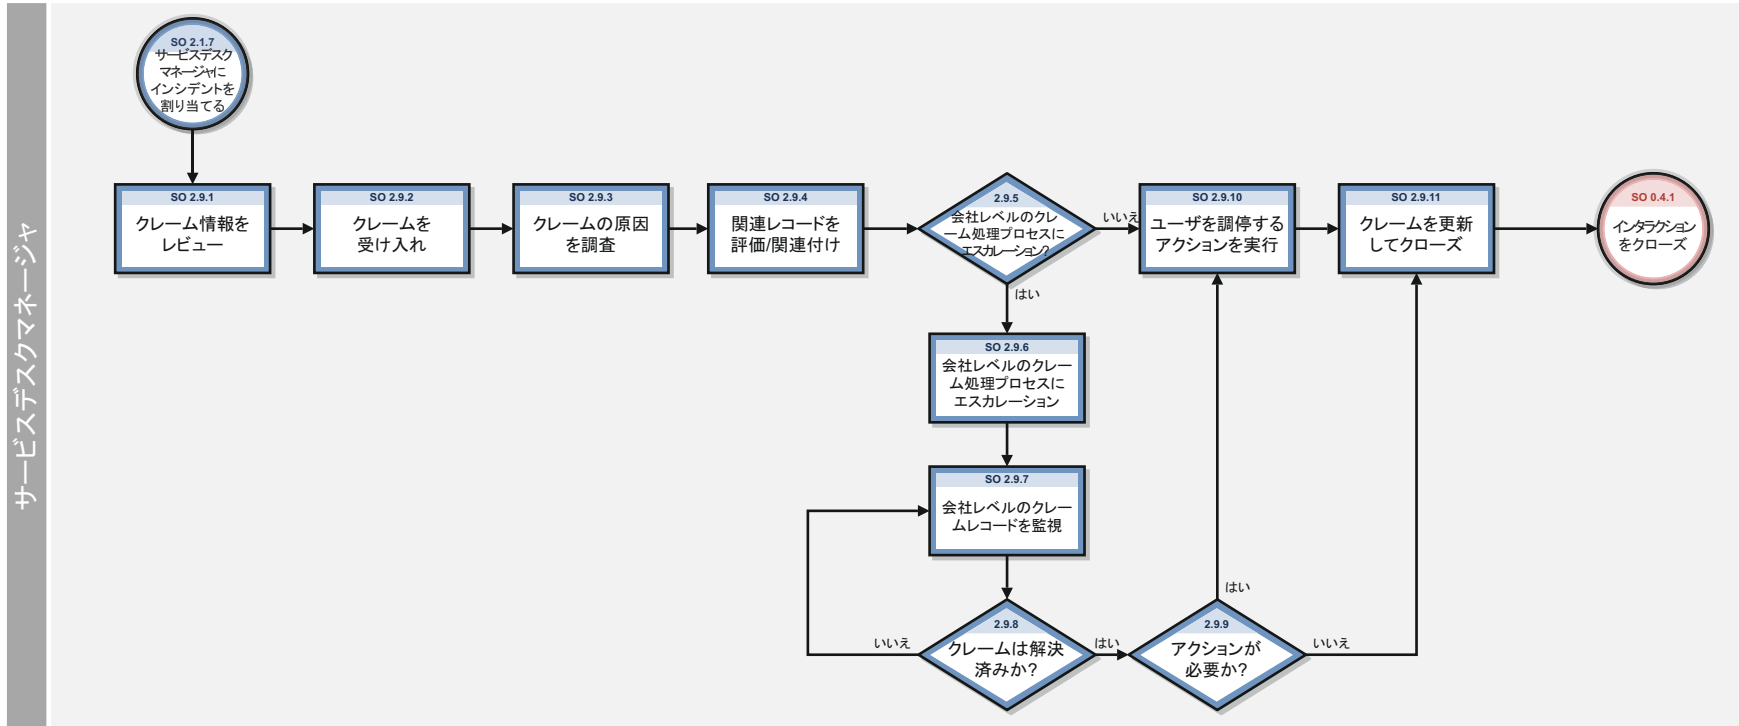 サービスデスクマネージャ
SO 2.1.7
サービスデスク
マネージャに
インシデントを
割り当てる
SO 2.9.1
クレーム情報を
レビュー
SO 2.9.2
クレームを
受け入れ
SO 2.9.3
クレームの原因
を調査
SO 2.9.4
関連レコードを
評価/関連付け
2.9.5
会社レベルのクレ
ーム処理プロセスに
エスカレーション?
いいえ
はい
SO 2.9.10
ユーザを調停する
アクションを実行
SO 2.9.11
クレームを更新
してクローズ
SO 0.4.1
インタラクション
をクローズ
SO 2.9.6
会社レベルのクレー
ム処理プロセスに
エスカレーション
SO 2.9.7
会社レベルのクレー
ムレコードを監視
2.9.8
クレームは解決
済みか?
いいえ
はい
2.9.9
アクションが
必要か?
はい
いいえ